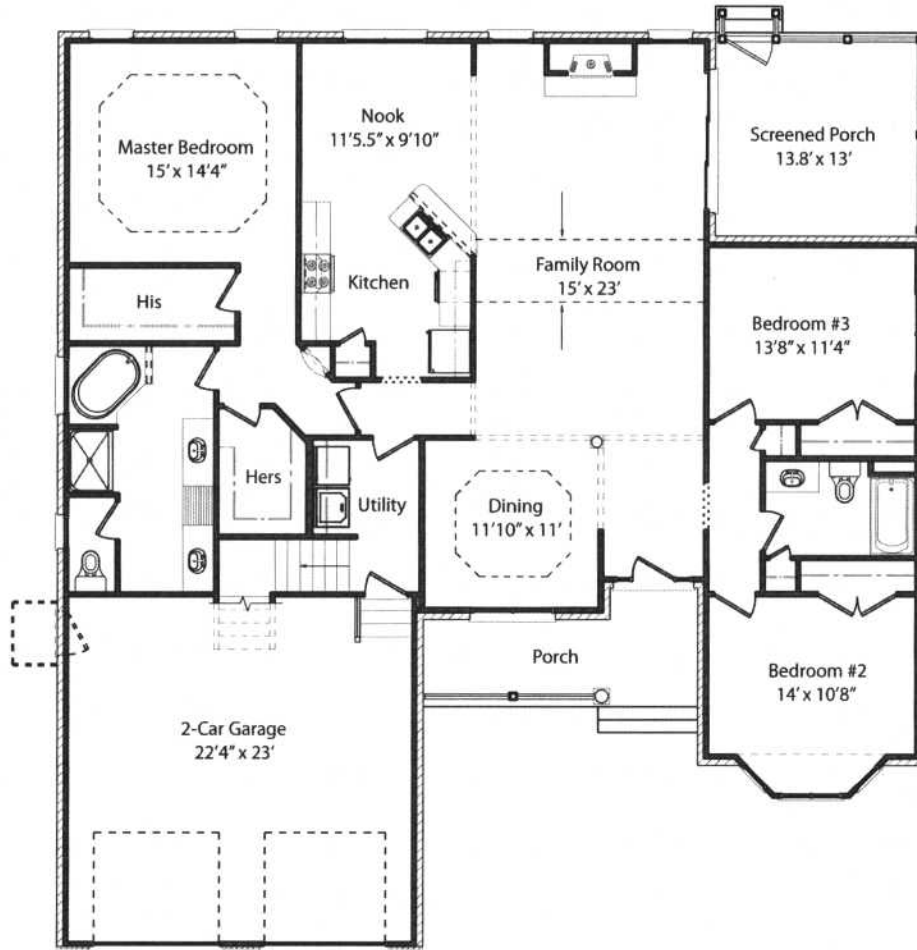 Nook
11'5.5" x 9'10"
Master Bedroom
15' x 14'4"
Screened Porch
13.8' x 13'
Family Room
15' x 23'
Kitchen
His
Bedroom #3
13'8" x 11'4"
Hers
Utility
Dining
11'10" x 11'
Porch
Bedroom #2
14' x 10'8"
2-Car Garage
22'4" x 23'